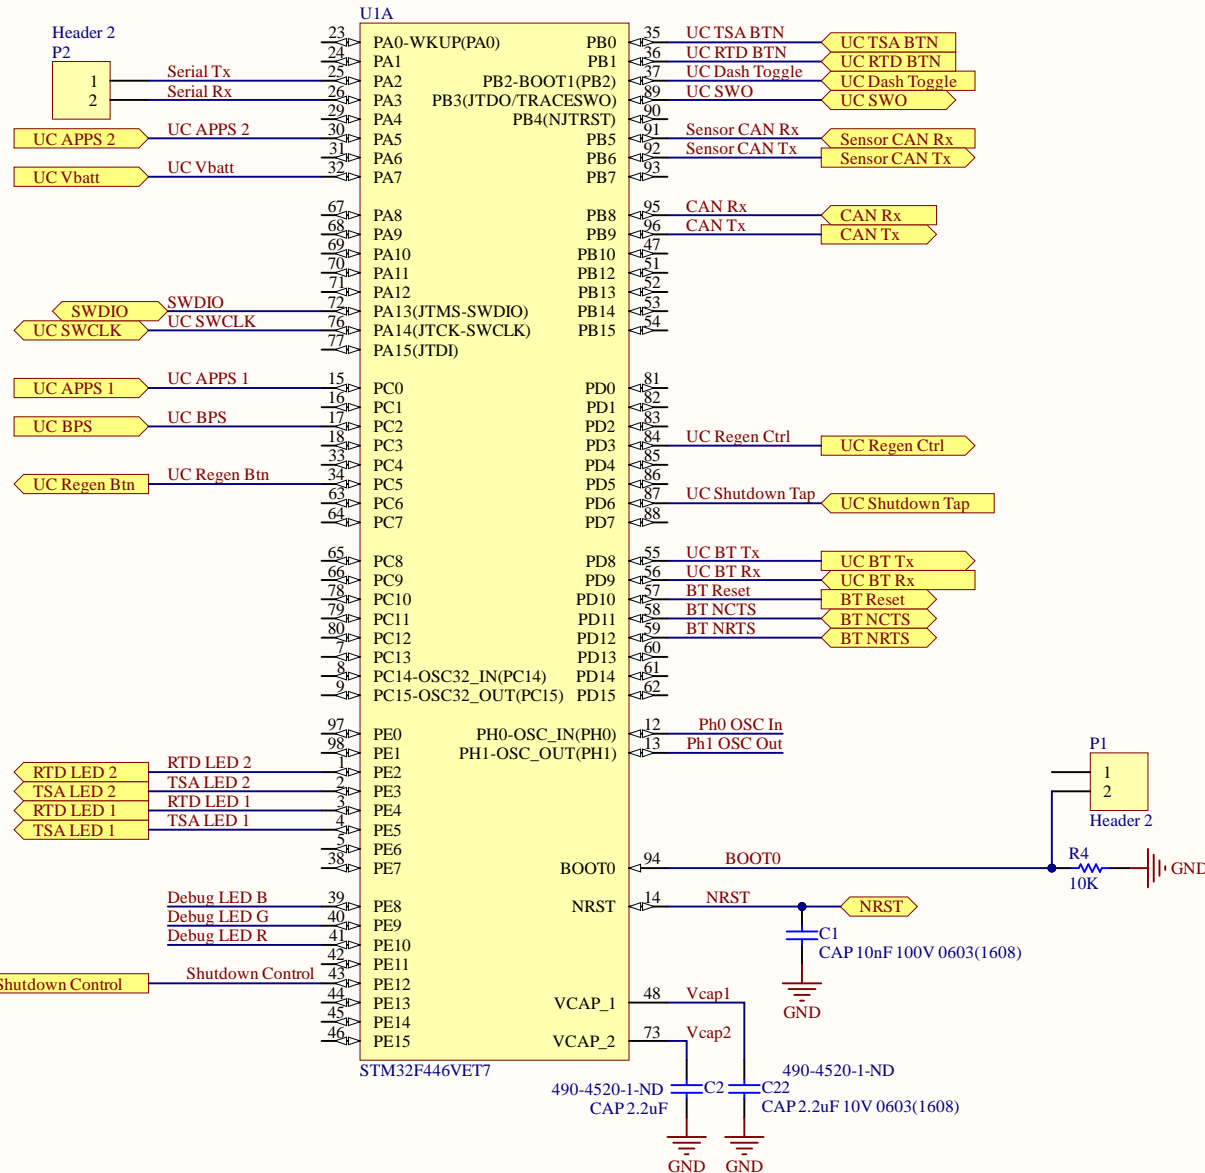 U1A
Header 2
P2
1
2
Serial Tx
Serial Rx
UC APPS 2 UC APPS 2
UC Vbatt UC Vbatt
SWDIO SWDIO
UC SWCLK UC SWCLK
UC APPS 1 UC APPS 1
UC BPS UC BPS
UC Regen Btn UC Regen Btn
RTD LED 2 RTD LED 2
TSA LED 2 TSA LED 2
RTD LED 1 RTD LED 1
TSA LED 1 TSA LED 1
Debug LED B
Debug LED G
Debug LED R
Shutdown Control Shutdown Control
23 PA0-WKUP(PA0)
24 PA1
25 PA2
26 PA3
29 PA4
30 PA5
31 PA6
32 PA7
67 PA8
68 PA9
69 PA10
70 PA11
71 PA12
72 PA13(JTMS-SWDIO)
76 PA14(JTCK-SWCLK)
77 PA15(JTDI)
15 PC0
16 PC1
17 PC2
18 PC3
33 PC4
34 PC5
63 PC6
64 PC7
65 PC8
66 PC9
78 PC10
79 PC11
80 PC12
7 PC13
8 PC14-OSC32_IN(PC14)
9 PC15-OSC32_OUT(PC15)
97 PE0
98 PE1
1 PE2
2 PE3
3 PE4
4 PE5
5 PE6
38 PE7
39 PE8
40 PE9
41 PE10
42 PE11
43 PE12
44 PE13
45 PE14
46 PE15
STM32F446VET7
PB0 35 UC TSA BTN UC TSA BTN
PB1 36 UC RTD BTN UC RTD BTN
PB2-BOOT1(PB2) 37 UC Dash Toggle UC Dash Toggle
PB3(JTDO/TRACESWO) 89 UC SWO UC SWO
PB4(NJTRST) 90
PB5 91 Sensor CAN Rx Sensor CAN Rx
PB6 92 Sensor CAN Tx Sensor CAN Tx
PB7 93
PB8 95 CAN Rx CAN Rx
PB9 96 CAN Tx CAN Tx
PB10 47
PB12 51
PB13 52
PB14 53
PB15 54
PD0 81
PD1 82
PD2 83
PD3 84 UC Regen Ctrl UC Regen Ctrl
PD4 85
PD5 86
PD6 87 UC Shutdown Tap UC Shutdown Tap
PD7 88
PD8 55 UC BT Tx UC BT Tx
PD9 56 UC BT Rx UC BT Rx
PD10 57 BT Reset BT Reset
PD11 58 BT NCTS BT NCTS
PD12 59 BT NRTS BT NRTS
PD13 60
PD14 61
PD15 62
PH0-OSC_IN(PH0) 12 Ph0 OSC In
PH1-OSC_OUT(PH1) 13 Ph1 OSC Out
BOOT0 94 BOOT0
NRST 14 NRST NRST
VCAP_1 48 Vcap1
VCAP_2 73 Vcap2
P1
1
2
Header 2
R4
10K
GND
C1
CAP 10nF 100V 0603(1608)
GND
490-4520-1-ND C2
CAP 2.2uF
GND
490-4520-1-ND
C22
CAP 2.2uF 10V 0603(1608)
GND